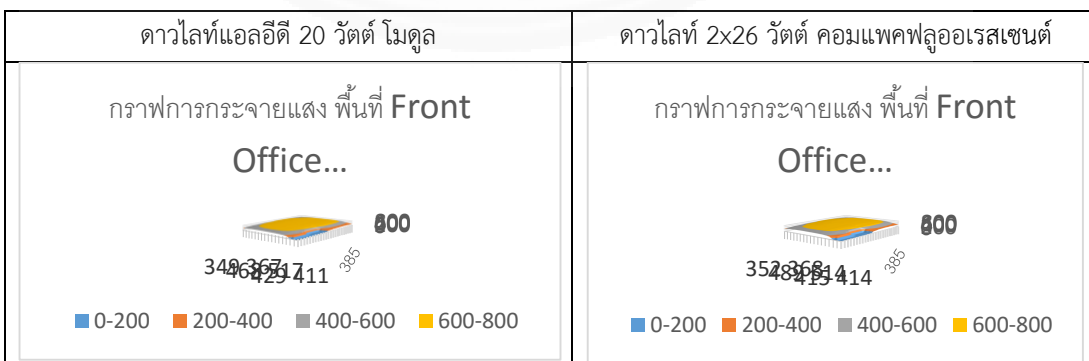 ดาวไลท์แอลอีดี 20 วัตต์ โมดูล
ดาวไลท์ 2x26 วัตต์ คอมแพคฟลูออเรสเซนต์
กราฟการกระจายแสง พื้นที่ Front
Office...
385
349 367
411
0-200 200-400 400-600 600-800
กราฟการกระจายแสง พื้นที่ Front
Office...
385
352 368
414
0-200 200-400 400-600 600-800